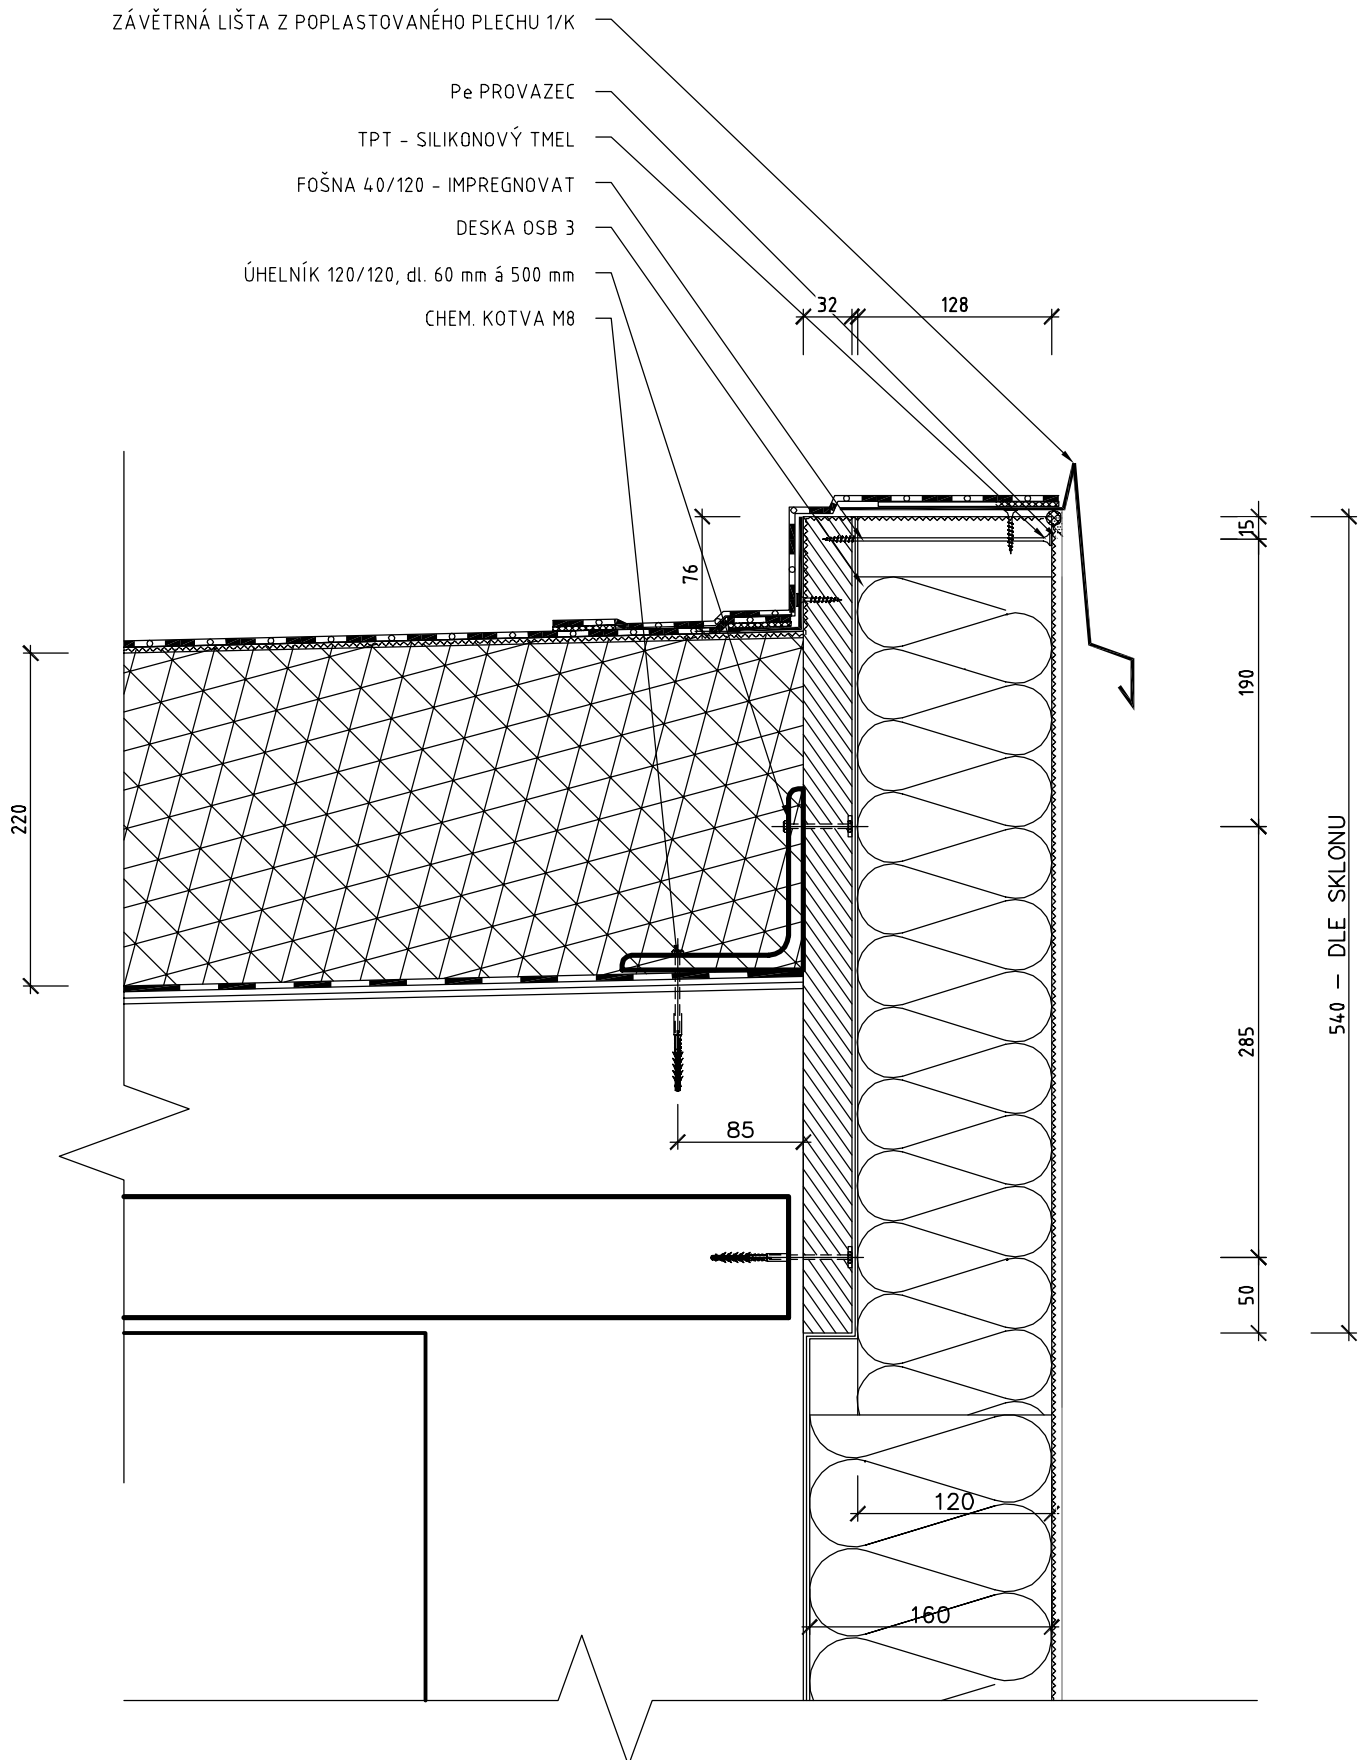 ZÁVĚTRNÁ LIŠTA Z POPLASTOVANÉHO PLECHU 1/K
Pe PROVAZEC
TPT - SILIKONOVÝ TMEL
FOŠNA 40/120 - IMPREGNOVAT
DESKA OSB 3
ÚHELNÍK 120/120, dl. 60 mm á 500 mm
CHEM. KOTVA M8
32
128
15
76
190
220
540 - DLE SKLONU
285
85
50
120
160